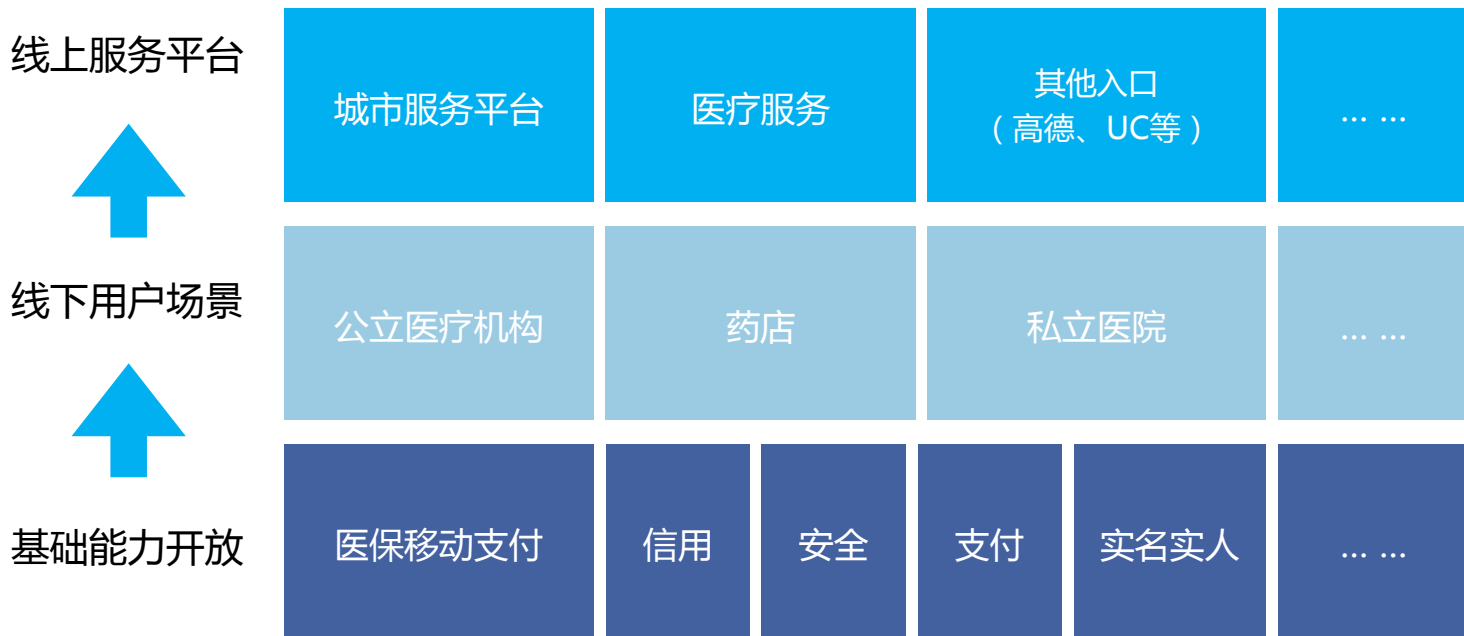 线上服务平台
城市服务平台
医疗服务
其他入口
（高德、UC等）
... ...
线下用户场景
公立医疗机构
药店
私立医院
... ...
基础能力开放
医保移动支付
信用
安全
支付
实名实人
... ...